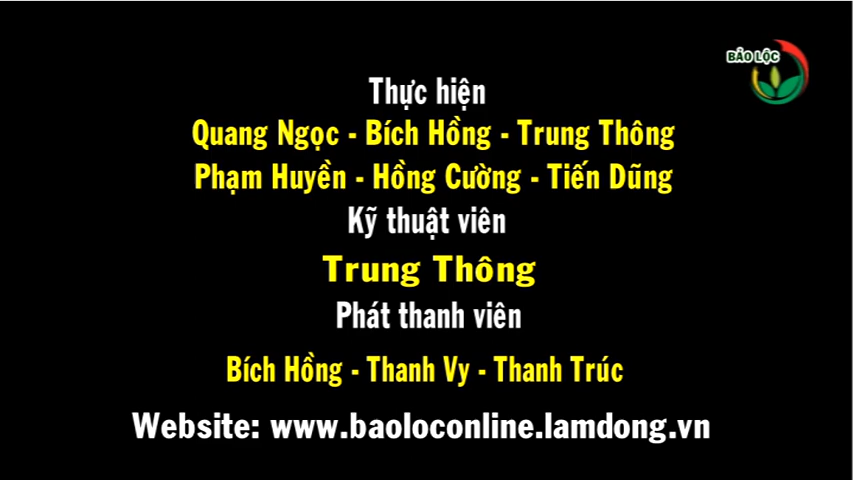 BẢO LỘC
Thực hiện
Quang Ngọc - Bích Hồng - Trung Thông
Phạm Huyền - Hồng Cường - Tiến Dũng
Kỹ thuật viên
Trung Thông
Phát thanh viên
Bích Hồng - Thanh Vy - Thanh Trúc
Website: www.baoloconline.lamdong.vn